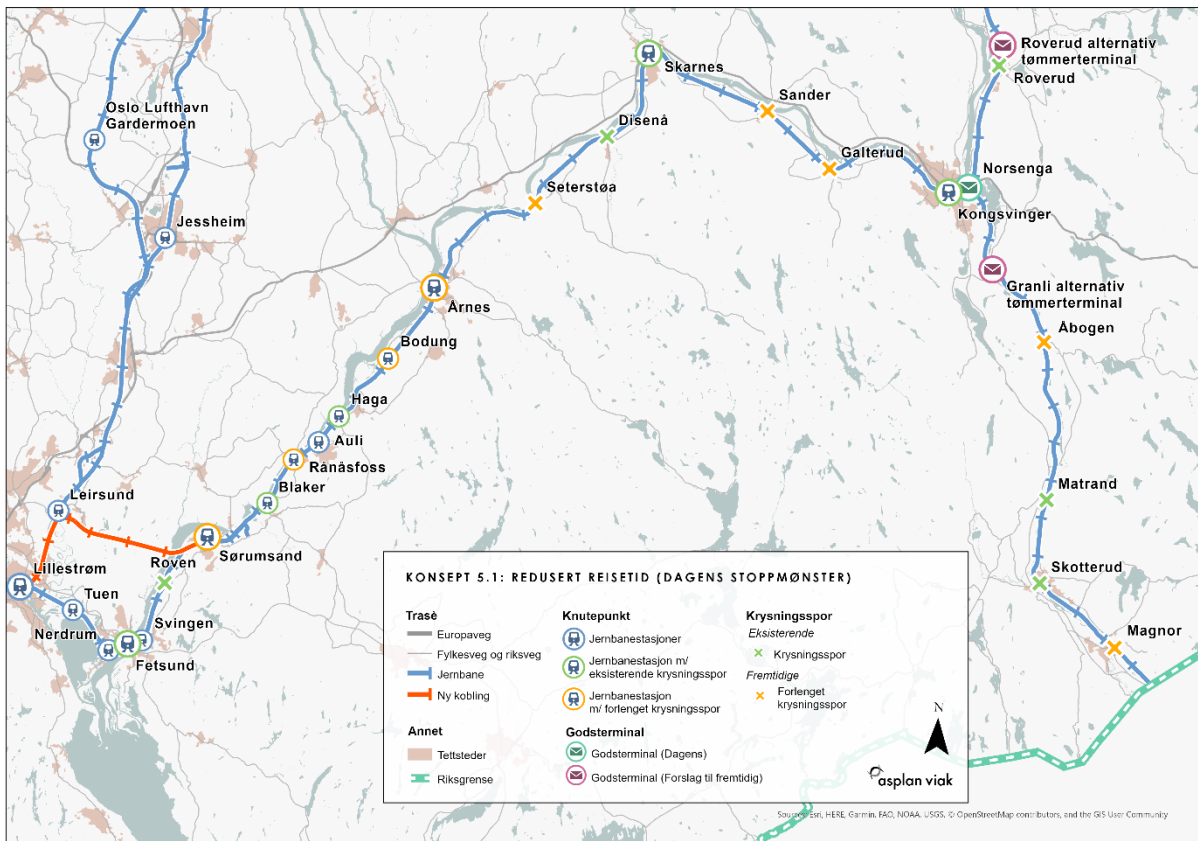 Roverud alternativ
tømmerterminal
Roverud
Skarnes
Sander
Oslo Lufthavn
Gardermoen
Disenå
Galterud
Norsenga
Seterstøa
Kongsvinger
Jessheim
Granli alternativ
tømmerterminal
Årnes
Åbogen
Bodung
Haga
Auli
Rånåsfoss
Blaker
Leirsund
Matrand
Sørumsand
Roven
Lillestrøm
Skotterud
Tuen
Svingen
Nerdrum
Fetsund
Magnor
KONSEPT 5.1: REDUSERT REISETID (DAGENS STOPPMØNSTER)
Trasè
Europaveg
Fylkesveg og riksveg
Jernbane
Ny kobling
Annet
Tettsteder
Riksgrense
Knutepunkt
Jernbanestasjoner
Jernbanestasjon m/
eksisterende krysningsspor
Jernbanestasjon
m/ forlenget krysningsspor
Godsterminal
Godsterminal (Dagens)
Godsterminal (Forslag til fremtidig)
Krysningsspor
Eksisterende
Krysningsspor
Fremtidige
Forlenget
krysningsspor
N
asplan viak
Sources: Esri, HERE, Garmin, FAO, NOAA, USGS, © OpenStreetMap contributors, and the GIS User Community